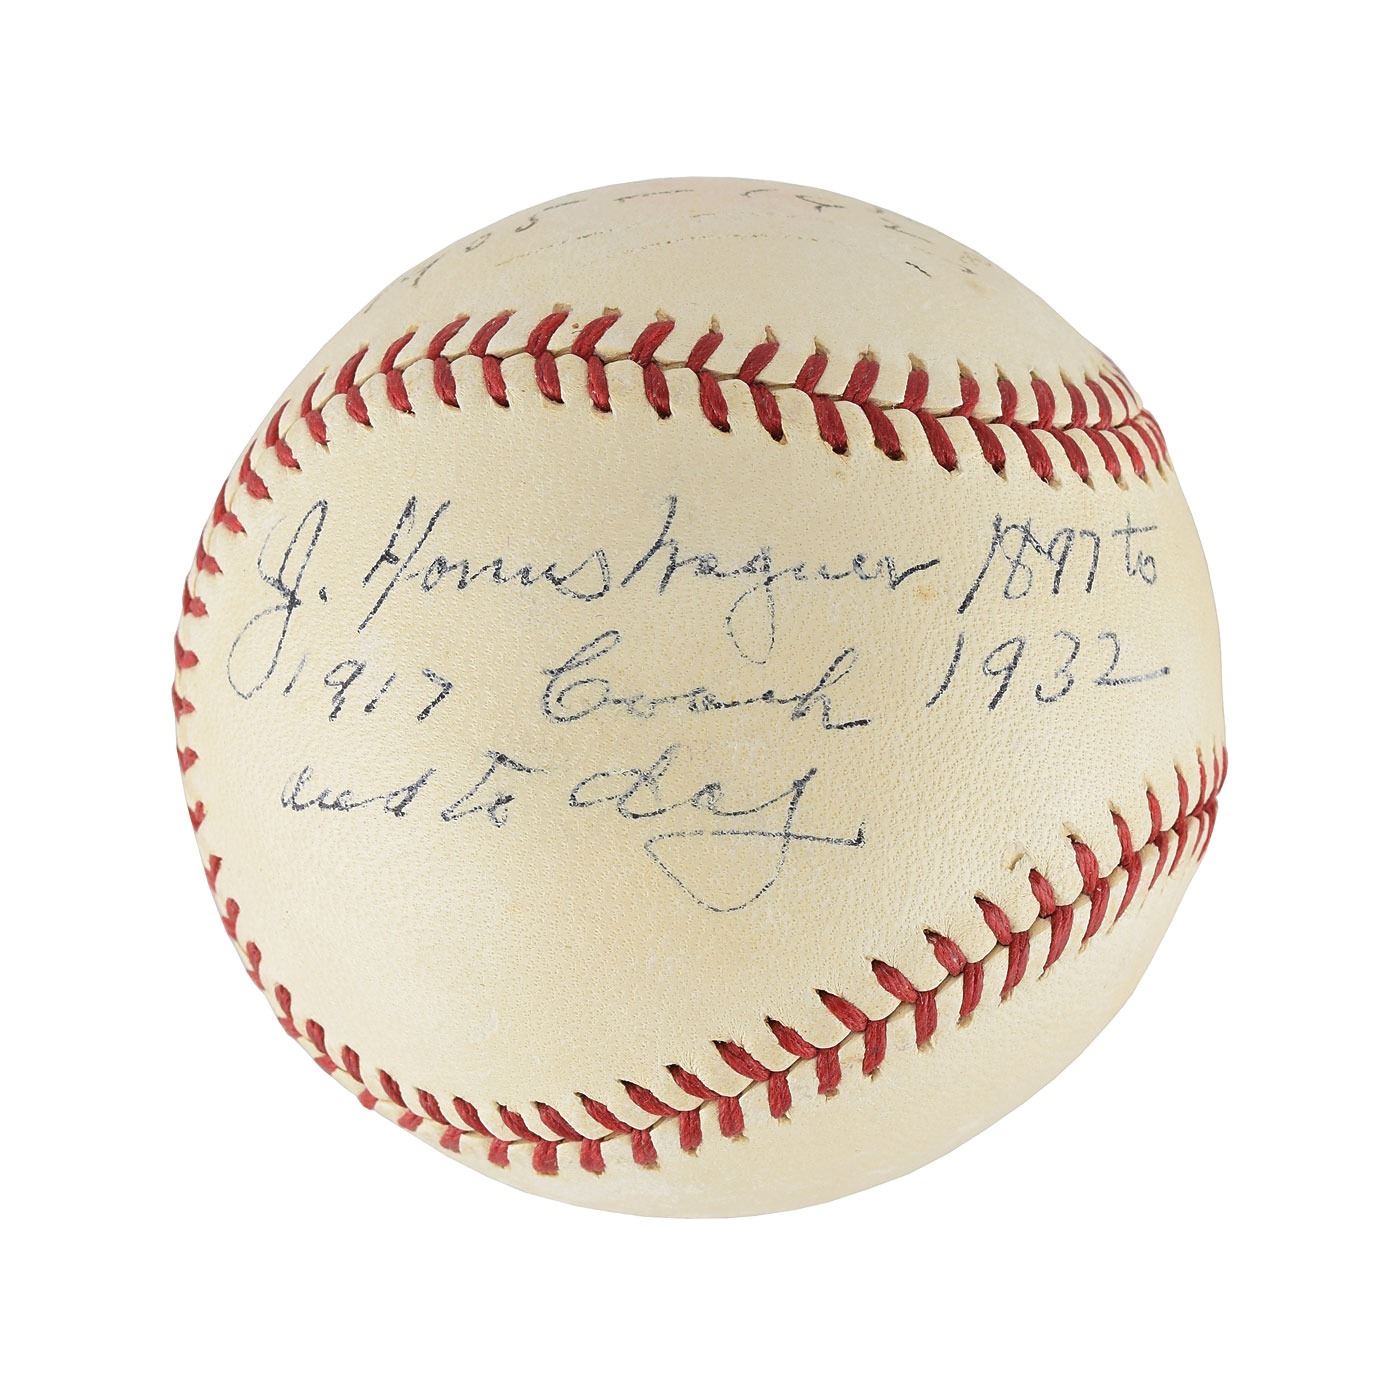 J. Honus Wagner 1897 to
1917 Coach 1932
and to day